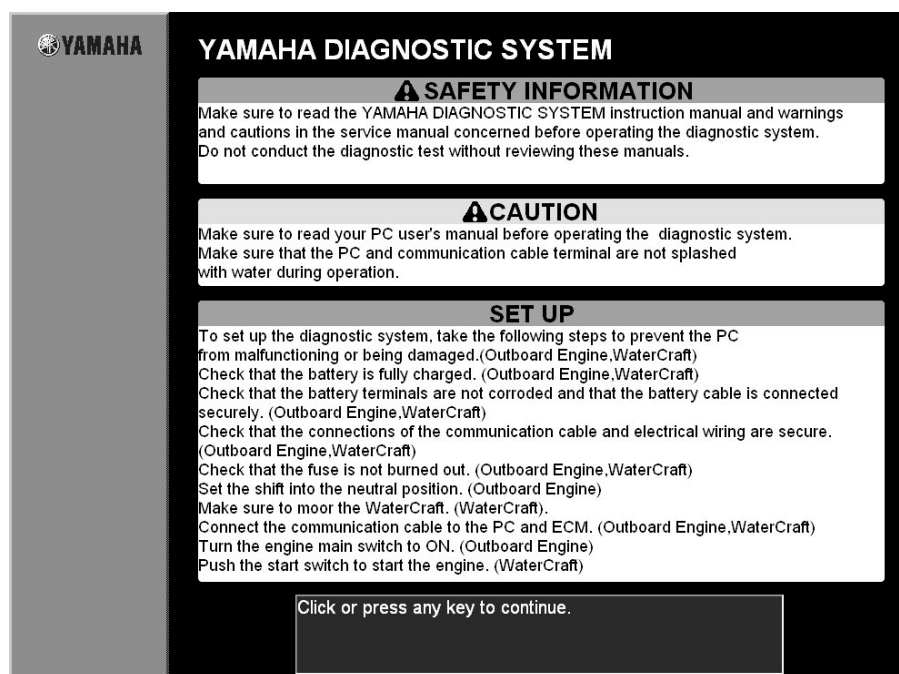 YAMAHA
YAMAHA DIAGNOSTIC SYSTEM
SAFETY INFORMATION
Make sure to read the YAMAHA DIAGNOSTIC SYSTEM instruction manual and warnings
and cautions in the service manual concerned before operating the diagnostic system.
Do not conduct the diagnostic test without reviewing these manuals.
CAUTION
Make sure to read your PC user's manual before operating the  diagnostic system.
Make sure that the PC and communication cable terminal are not splashed
with water during operation.
SET UP
To set up the diagnostic system, take the following steps to prevent the PC
from malfunctioning or being damaged.(Outboard Engine,WaterCraft)
Check that the battery is fully charged. (Outboard Engine,WaterCraft)
Check that the battery terminals are not corroded and that the battery cable is connected
securely. (Outboard Engine,WaterCraft)
Check that the connections of the communication cable and electrical wiring are secure.
(Outboard Engine,WaterCraft)
Check that the fuse is not burned out. (Outboard Engine,WaterCraft)
Set the shift into the neutral position. (Outboard Engine)
Make sure to moor the WaterCraft. (WaterCraft).
Connect the communication cable to the PC and ECM. (Outboard Engine,WaterCraft)
Turn the engine main switch to ON. (Outboard Engine)
Push the start switch to start the engine. (WaterCraft)
Click or press any key to continue.